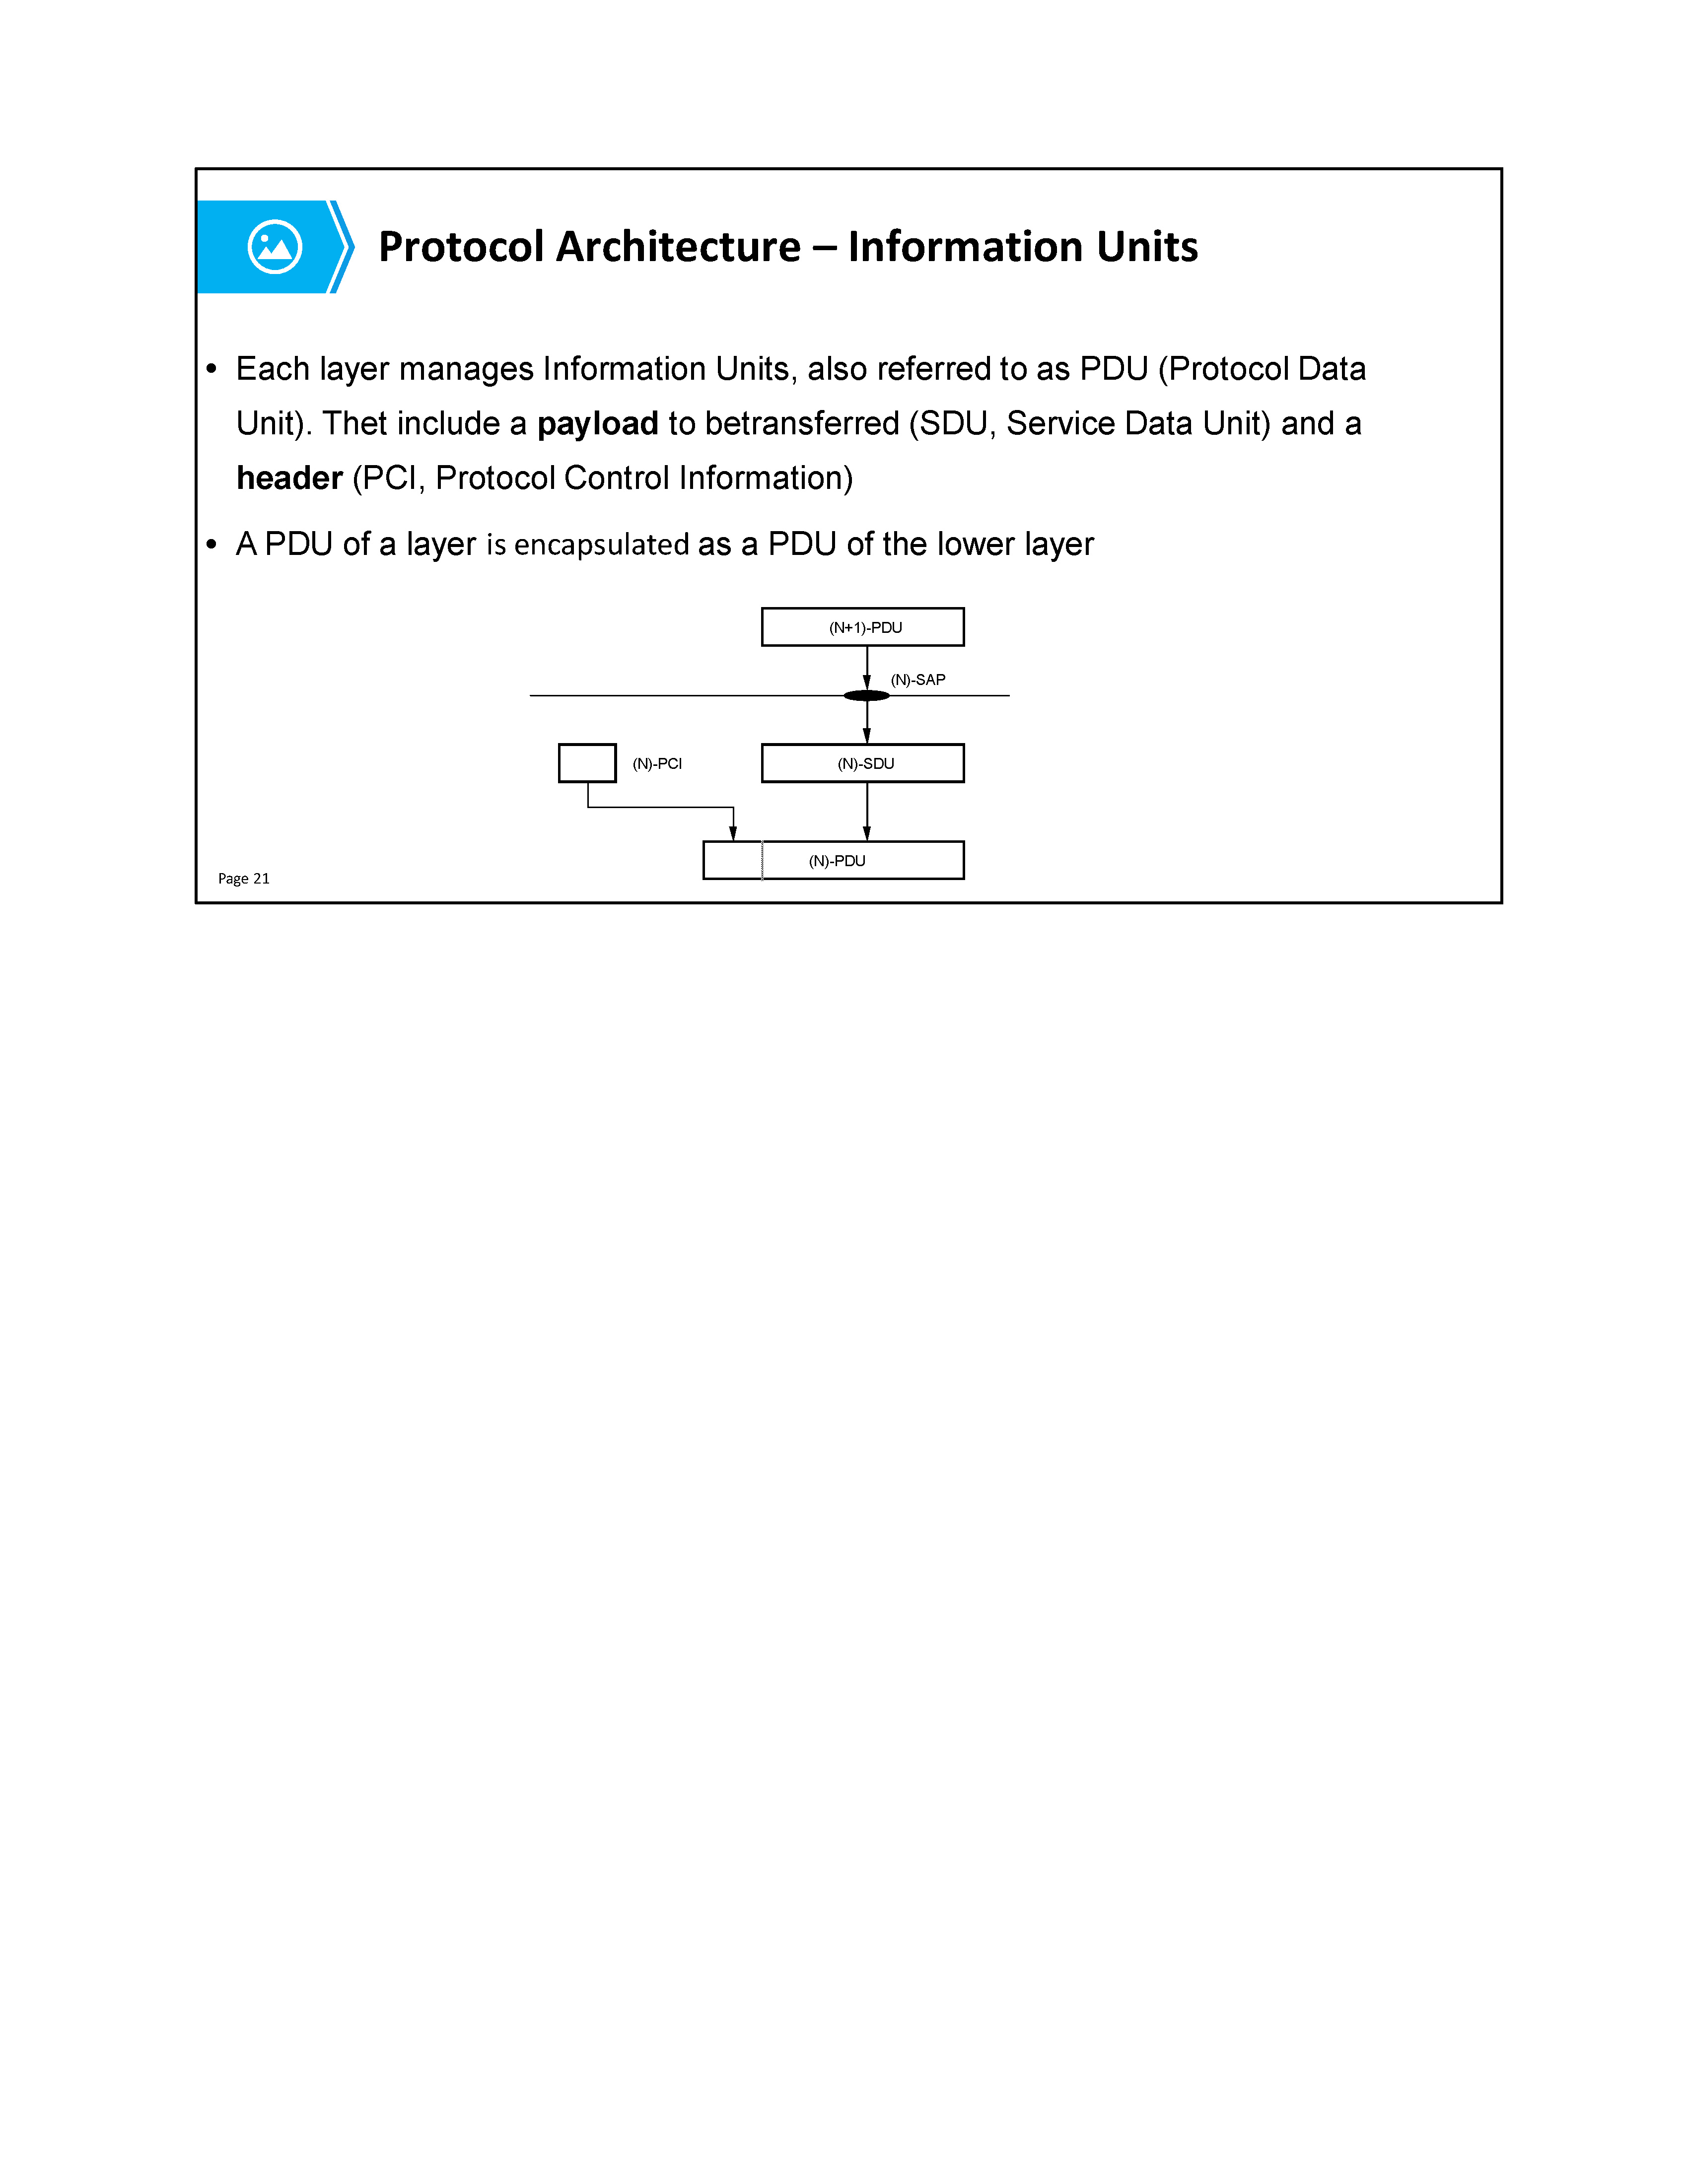 Protocol Architecture – Information Units
• Each layer manages Information Units, also referred to as PDU (Protocol Data
Unit). Thet include a payload to betransferred (SDU, Service Data Unit) and a
header (PCI, Protocol Control Information)
• A PDU of a layer is encapsulated as a PDU of the lower layer
(N+1)-PDU
(N)-SAP
(N)-PCI
(N)-SDU
(N)-PDU
Page 21